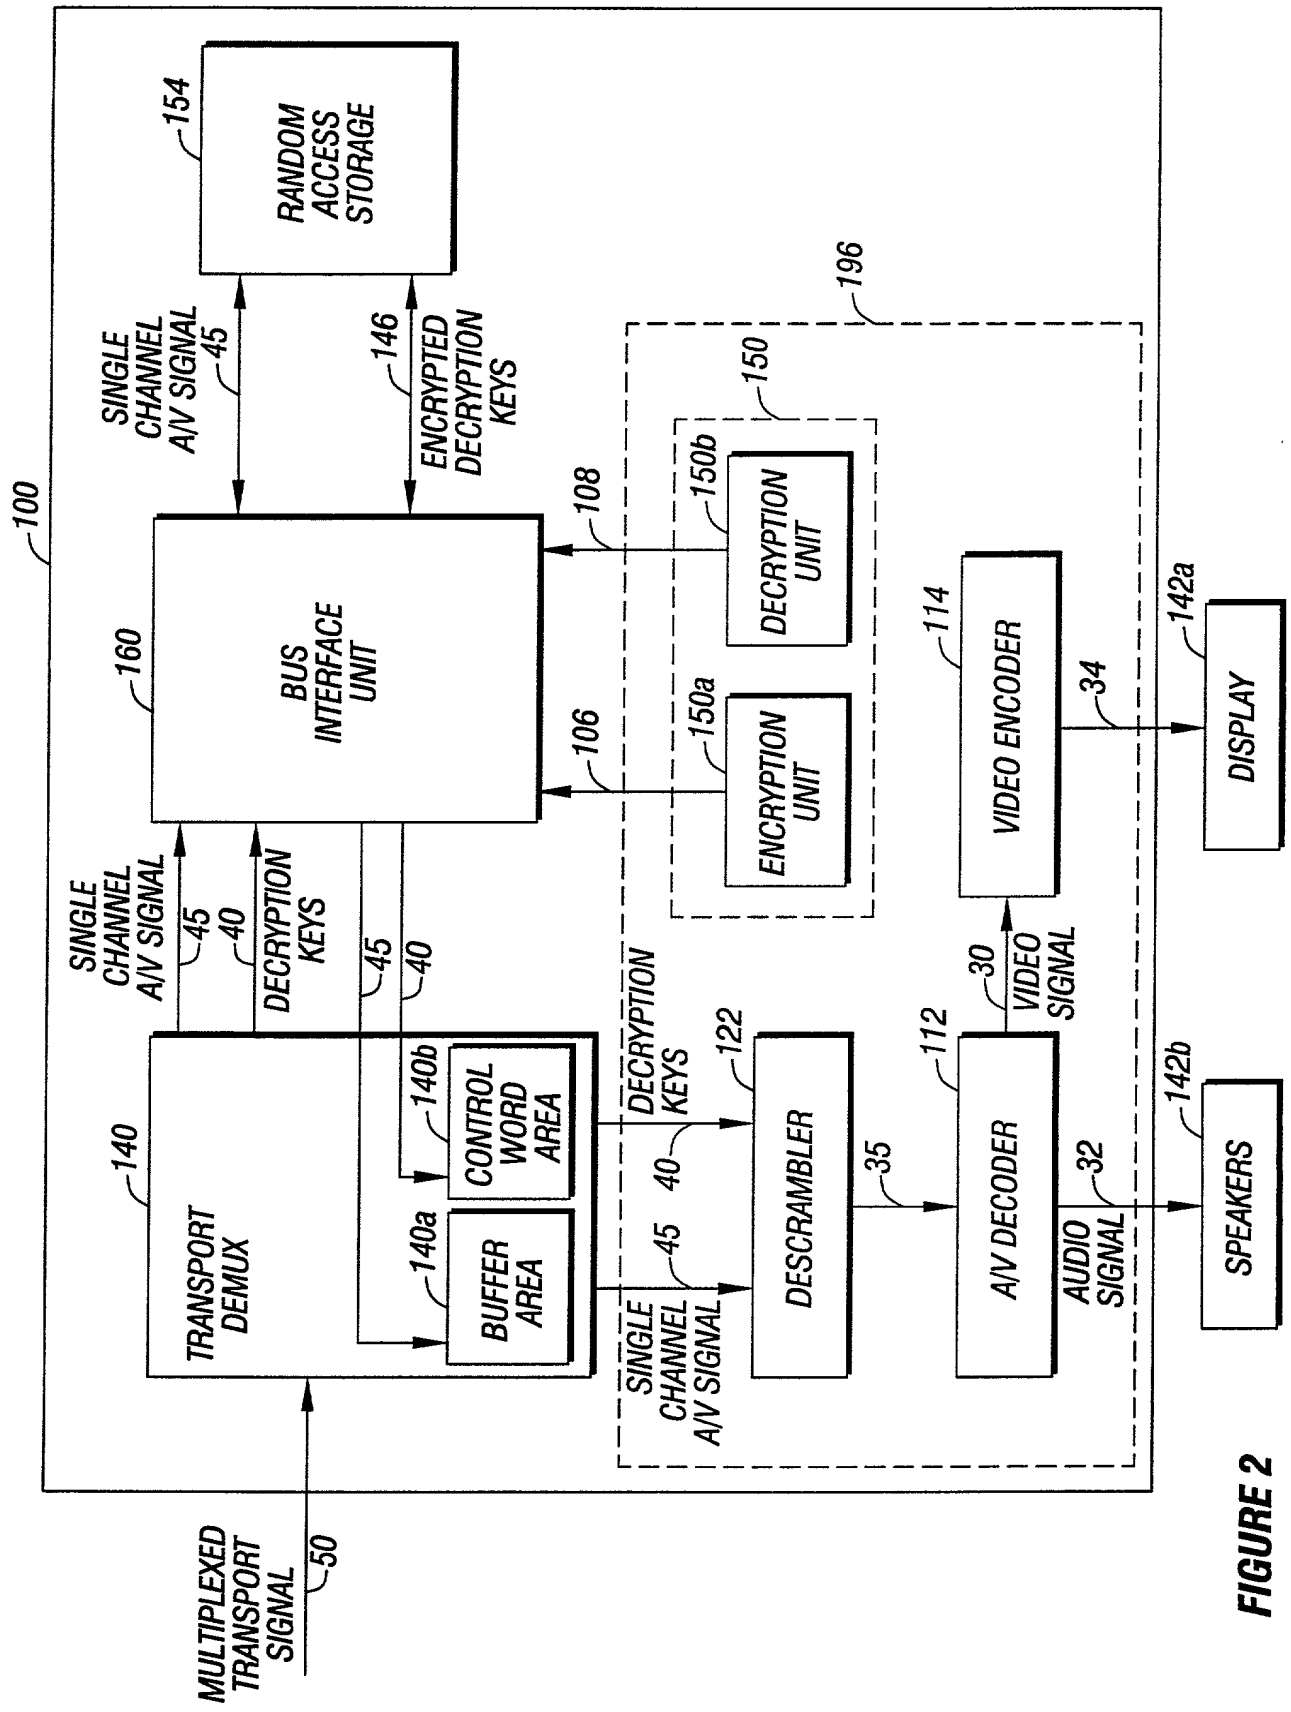 100
MULTIPLEXED
TRANSPORT
SIGNAL
50
140
TRANSPORT
DEMUX
140a
BUFFER
AREA
140b
CONTROL
WORD
AREA
SINGLE
CHANNEL
A/V SIGNAL
45
40
DECRYPTION
KEYS
45
40
160
BUS
INTERFACE
UNIT
SINGLE
CHANNEL
A/V SIGNAL
45
146
ENCRYPTED
DECRYPTION
KEYS
154
RANDOM
ACCESS
STORAGE
106
108
SINGLE
CHANNEL
A/V SIGNAL
45
40
DECRYPTION
KEYS
122
DESCRAMBLER
35
150
150a
ENCRYPTION
UNIT
150b
DECRYPTION
UNIT
196
112
A/V DECODER
30
VIDEO
SIGNAL
114
VIDEO ENCODER
AUDIO
SIGNAL
32
34
142b
SPEAKERS
142a
DISPLAY
FIGURE 2